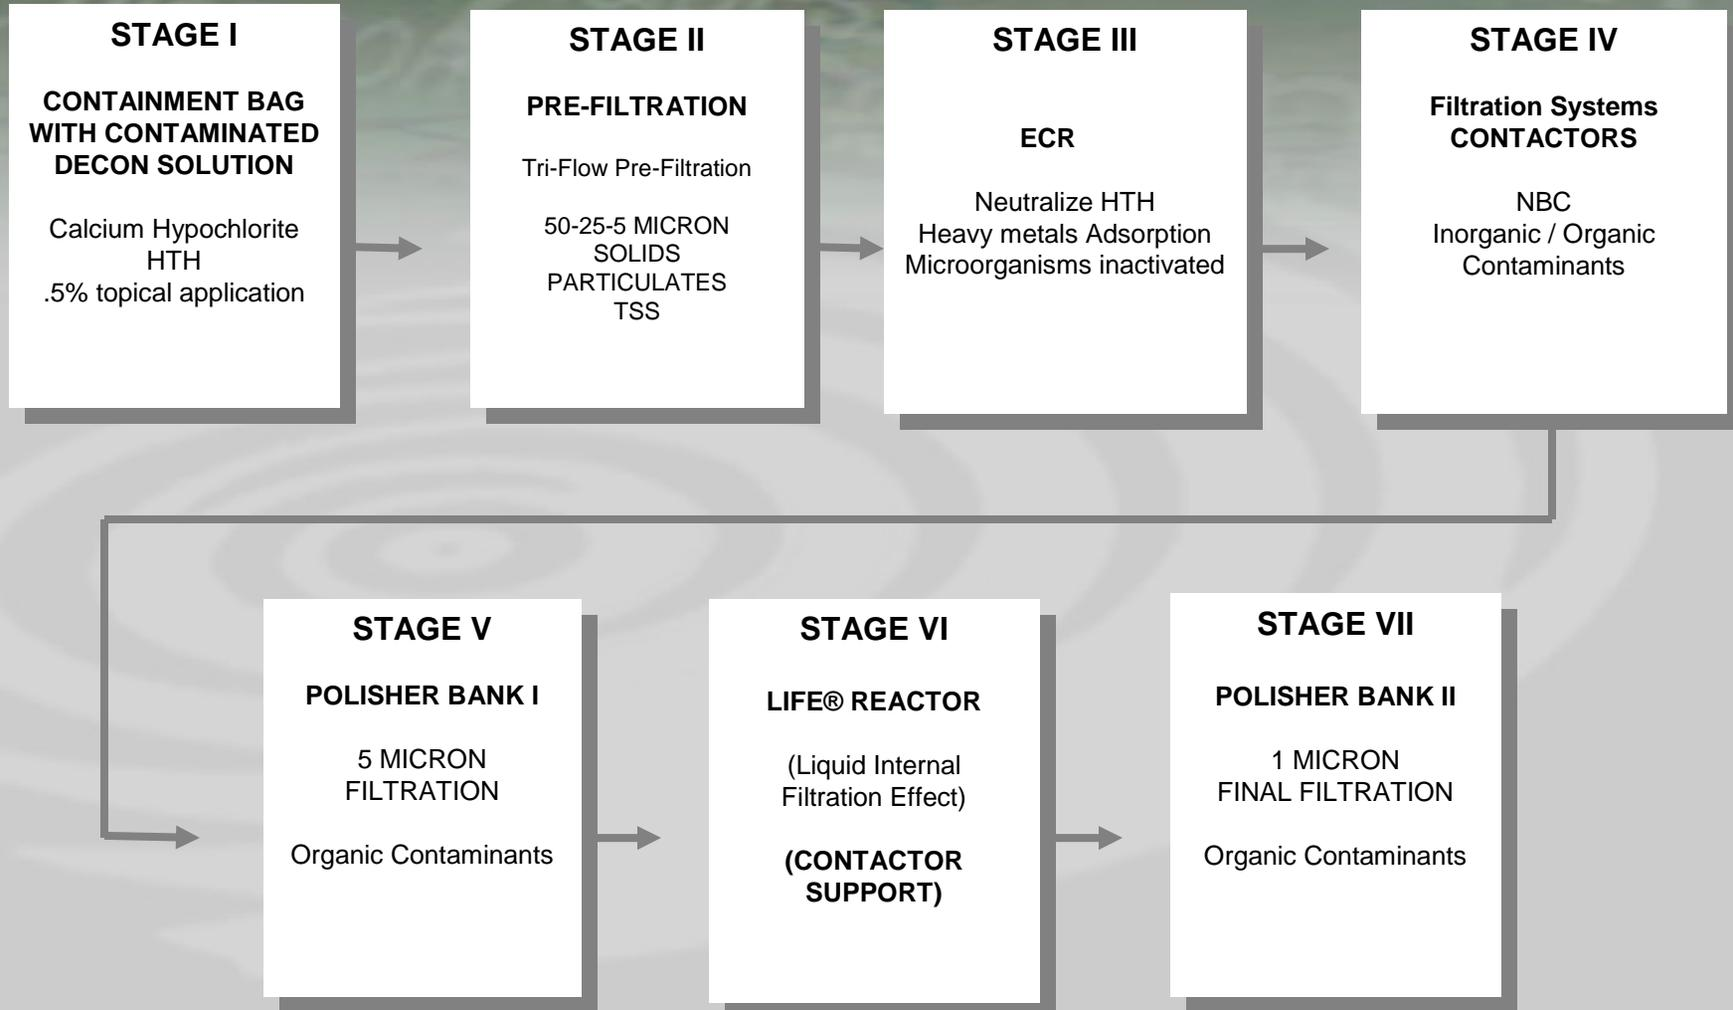 STAGE I
CONTAINMENT BAG
WITH CONTAMINATED
DECON SOLUTION
Calcium Hypochlorite
HTH
.5% topical application
STAGE II
PRE-FILTRATION
Tri-Flow Pre-Filtration
50-25-5 MICRON
SOLIDS
PARTICULATES
TSS
STAGE III
ECR
Neutralize HTH
Heavy metals Adsorption
Microorganisms inactivated
STAGE IV
Filtration Systems
CONTACTORS
NBC
Inorganic / Organic
Contaminants
STAGE V
POLISHER BANK I
5 MICRON
FILTRATION
Organic Contaminants
STAGE VI
LIFE® REACTOR
(Liquid Internal
Filtration Effect)
(CONTACTOR
SUPPORT)
STAGE VII
POLISHER BANK II
1 MICRON
FINAL FILTRATION
Organic Contaminants